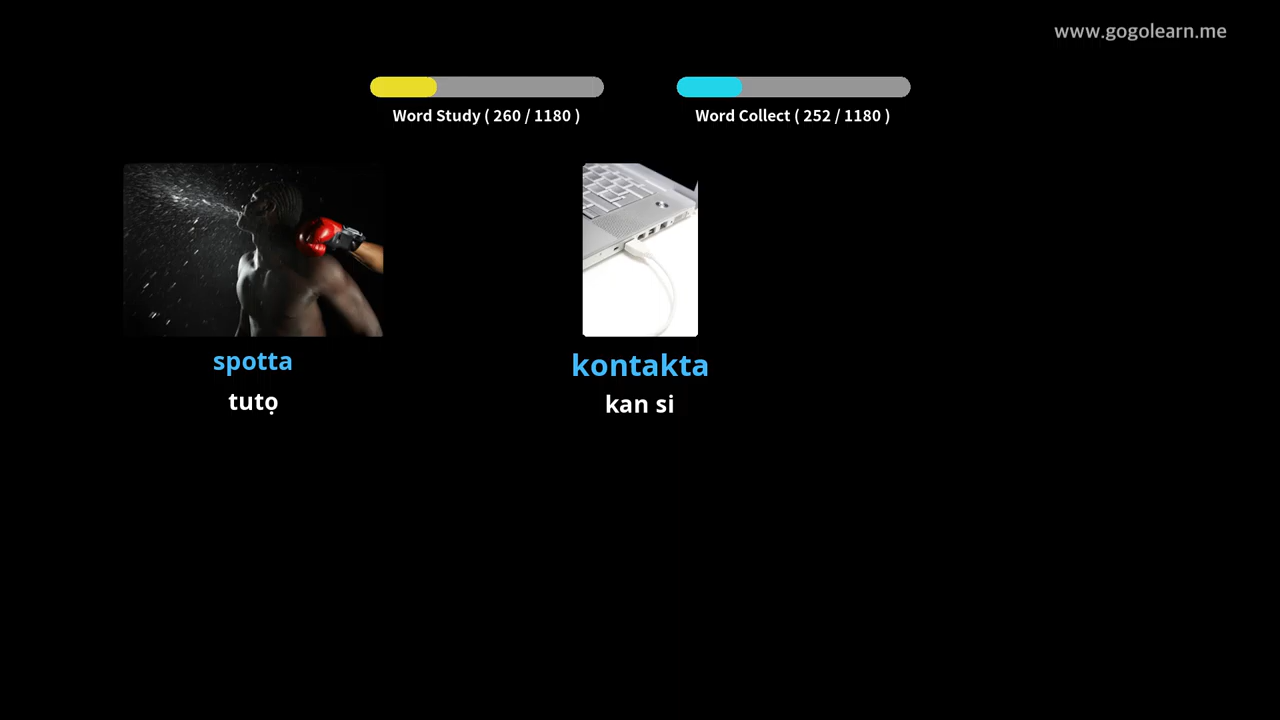 www.gogolearn.me
Word Study ( 260 / 1180 )
Word Collect ( 252 / 1180 )
spotta
tutọ
kontakta
kan si